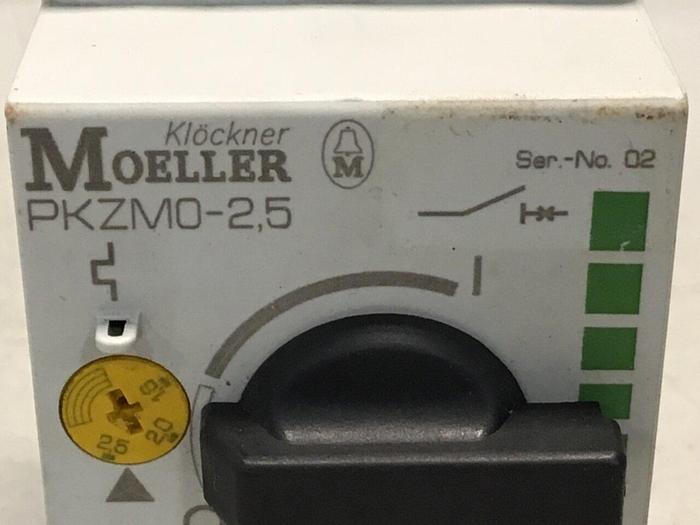 Klöckner
MOELLER
M
Ser.-No. 02
PKZM0-2,5
I
1,6
2,0
2,5